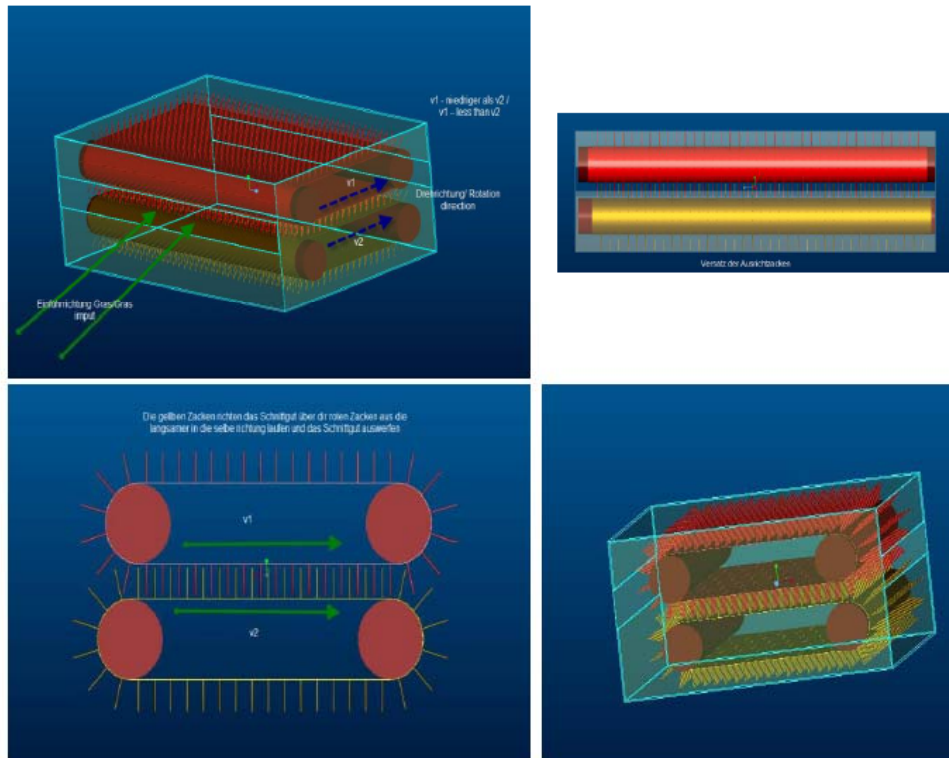 v1 - niedriger als v2 /
v1 - less than v2
v1
Drehrichtung/ Rotation
direction
v2
Einführrichtung Gras/Gras
imput
Versatz der Ausrichtzacken
Die gelben Zacken richten das Schnittgut über dir roten Zacken aus die
langsamer in die selbe richtung laufen und das Schnittgut auswerfen
v1
v2